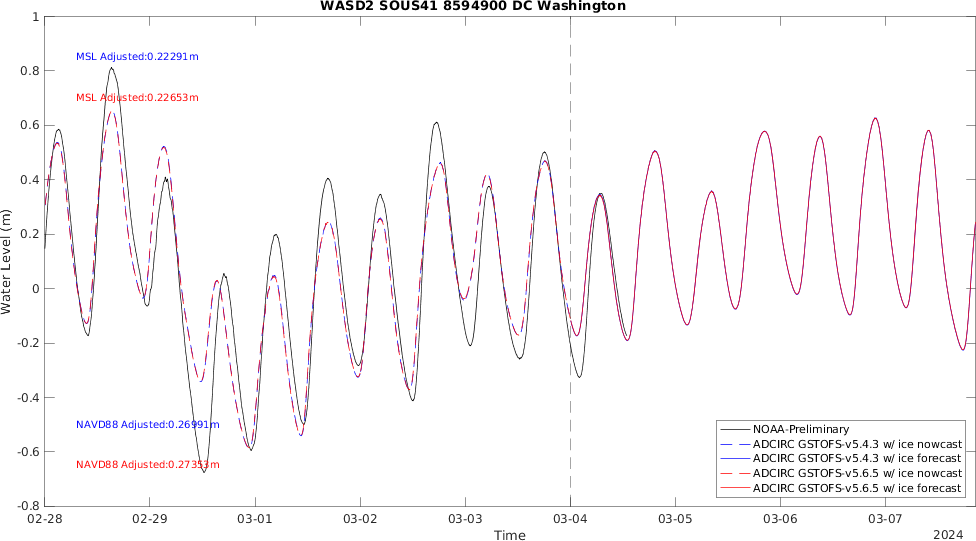 WASD2 SOUS41 8594900 DC Washington
1
0.8
0.6
0.4
0.2
0
-0.2
-0.4
-0.6
-0.8
Water Level (m)
MSL Adjusted:0.22291m
MSL Adjusted:0.22653m
NAVD88 Adjusted:0.26991m
NAVD88 Adjusted:0.27353m
NOAA-Preliminary
ADCIRC GSTOFS-v5.4.3 w/ ice nowcast
ADCIRC GSTOFS-v5.4.3 w/ ice forecast
ADCIRC GSTOFS-v5.6.5 w/ ice nowcast
ADCIRC GSTOFS-v5.6.5 w/ ice forecast
02-28 02-29 03-01 03-02 03-03 03-04 03-05 03-06 03-07
Time
2024